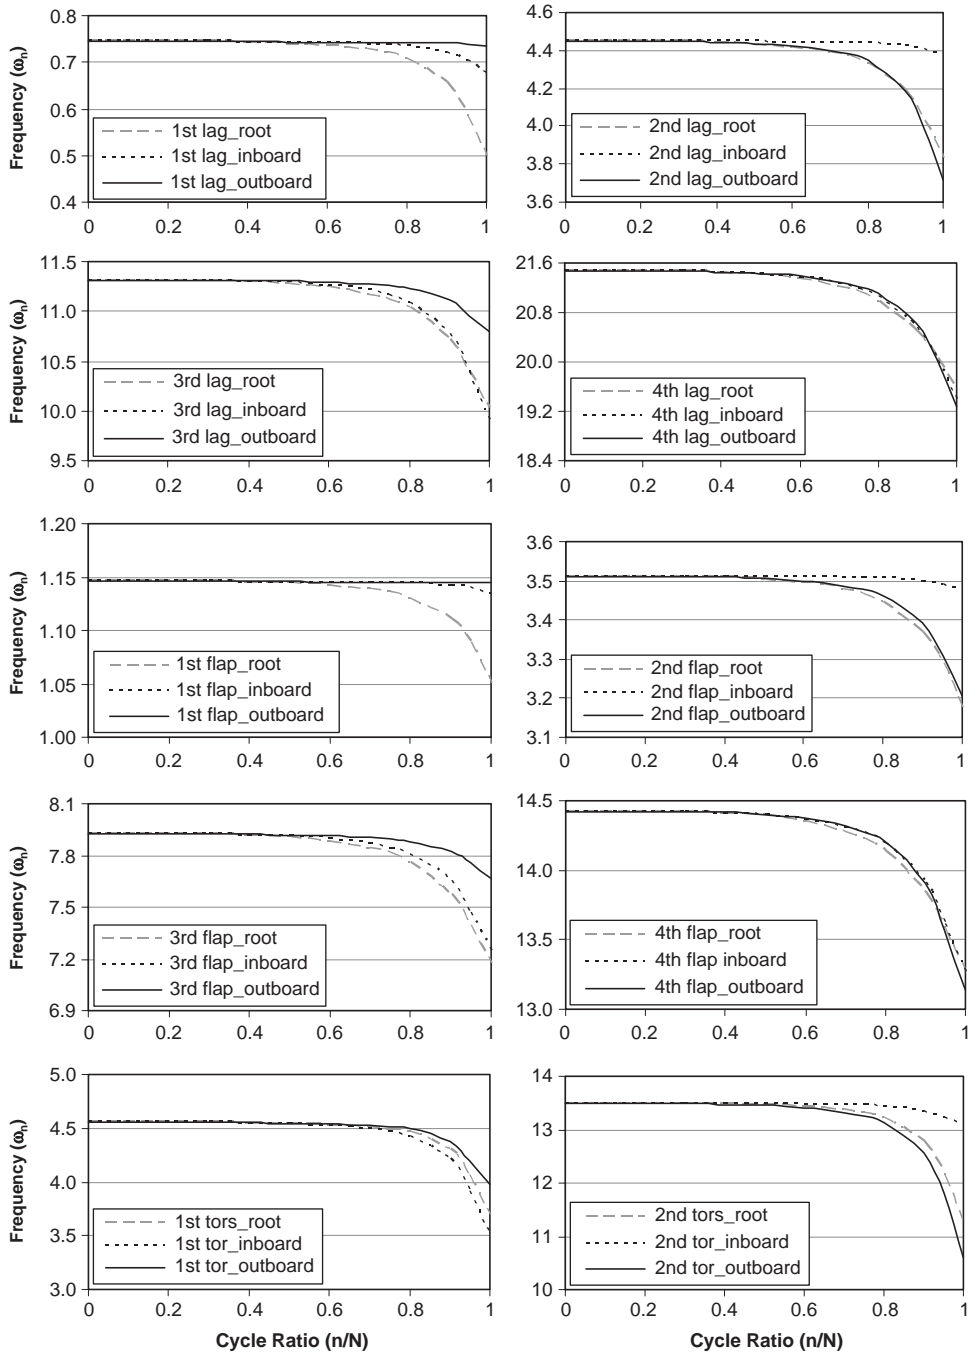 0.8
0.7
0.6
0.5
0.4
Frequency (ωn)
1st lag_root
1st lag_inboard
1st lag_outboard
0 0.2 0.4 0.6 0.8 1
4.6
4.4
4.2
4.0
3.8
3.6
2nd lag_root
2nd lag_inboard
2nd lag_outboard
0 0.2 0.4 0.6 0.8 1
11.5
11.0
10.5
10.0
9.5
Frequency (ωn)
3rd lag_root
3rd lag_inboard
3rd lag_outboard
0 0.2 0.4 0.6 0.8 1
21.6
20.8
20.0
19.2
18.4
4th lag_root
4th lag_inboard
4th lag_outboard
0 0.2 0.4 0.6 0.8 1
1.20
1.15
1.10
1.05
1.00
Frequency (ωn)
1st flap_root
1st flap_inboard
1st flap_outboard
0 0.2 0.4 0.6 0.8 1
3.6
3.5
3.4
3.3
3.2
3.1
2nd flap_root
2nd flap_inboard
2nd flap_outboard
0 0.2 0.4 0.6 0.8 1
8.1
7.8
7.5
7.2
6.9
Frequency (ωn)
3rd flap_root
3rd flap_inboard
3rd flap_outboard
0 0.2 0.4 0.6 0.8 1
14.5
14.0
13.5
13.0
4th flap_root
4th flap inboard
4th flap_outboard
0 0.2 0.4 0.6 0.8 1
5.0
4.5
4.0
3.5
3.0
Frequency (ωn)
1st tors_root
1st tor_inboard
1st tor_outboard
0 0.2 0.4 0.6 0.8 1
Cycle Ratio (n/N)
14
13
12
11
10
2nd tors_root
2nd tor_inboard
2nd tor_outboard
0 0.2 0.4 0.6 0.8 1
Cycle Ratio (n/N)